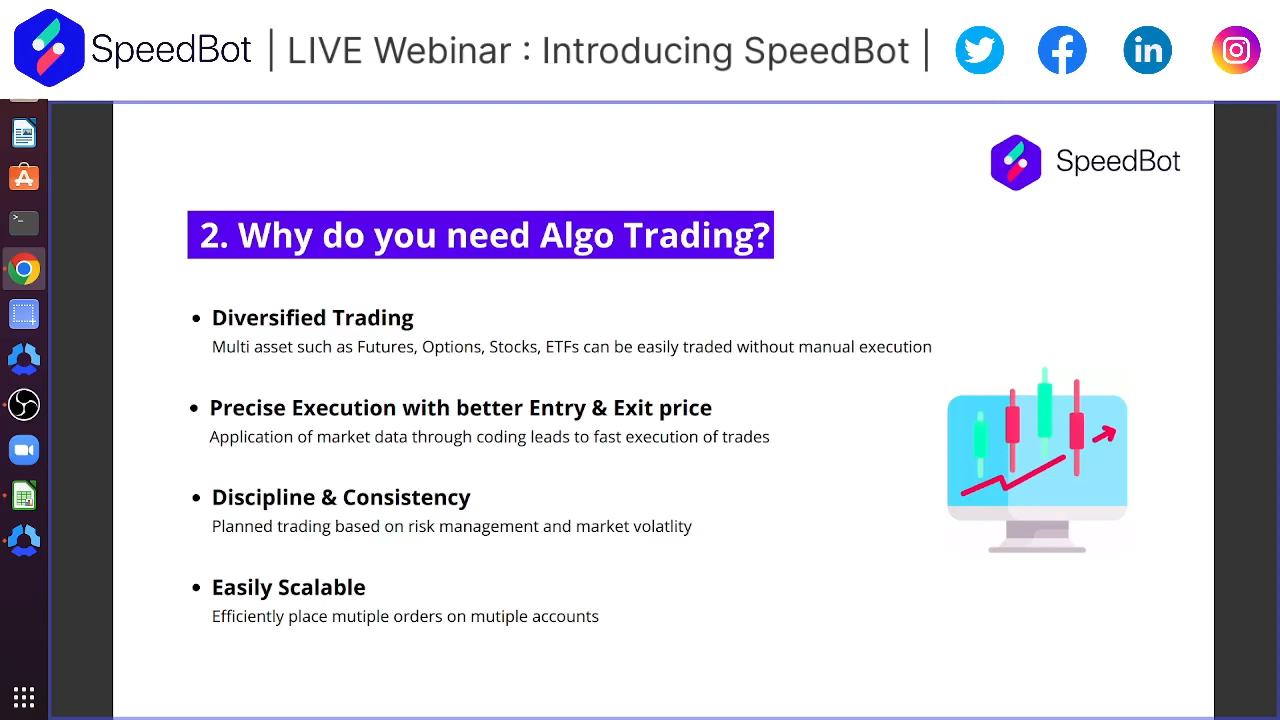 SpeedBot | LIVE Webinar : Introducing SpeedBot |
SpeedBot
2. Why do you need Algo Trading?
• Diversified Trading
Multi asset such as Futures, Options, Stocks, ETFs can be easily traded without manual execution
• Precise Execution with better Entry & Exit price
Application of market data through coding leads to fast execution of trades
• Discipline & Consistency
Planned trading based on risk management and market volatlity
• Easily Scalable
Efficiently place mutiple orders on mutiple accounts